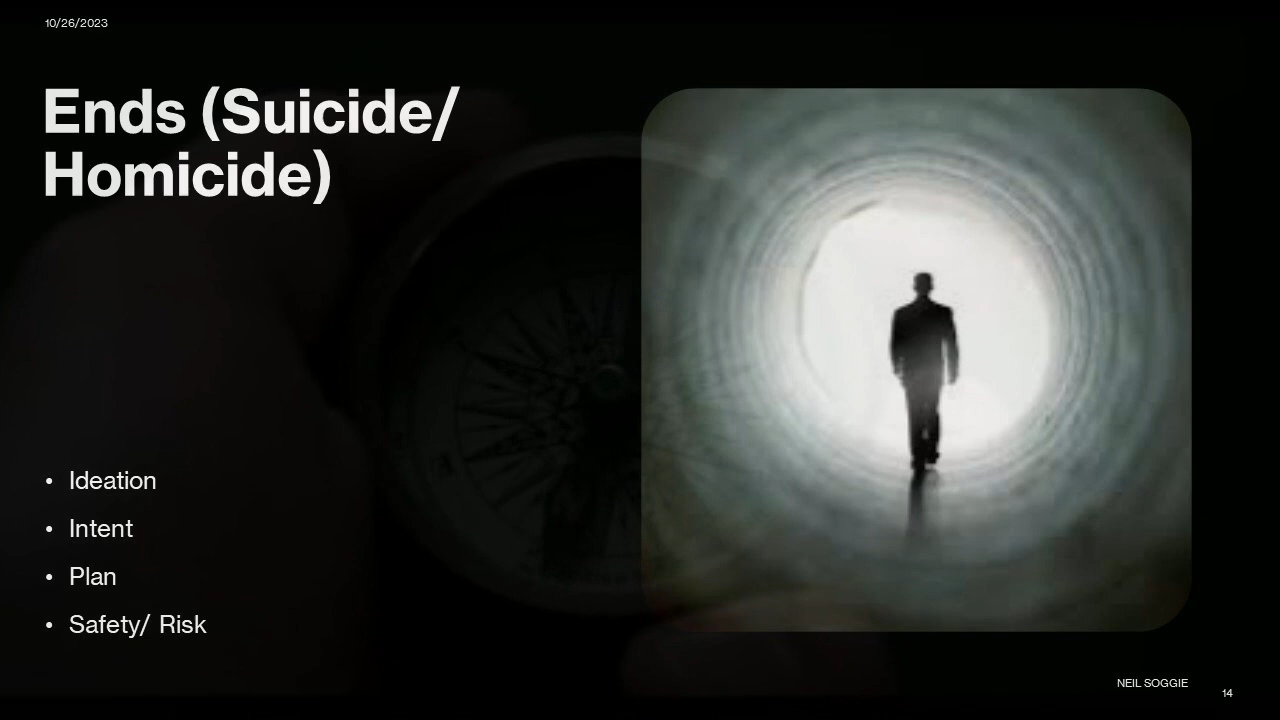 10/26/2023
Ends (Suicide/
Homicide)
• Ideation
• Intent
• Plan
• Safety/ Risk
NEIL SOGGIE
14